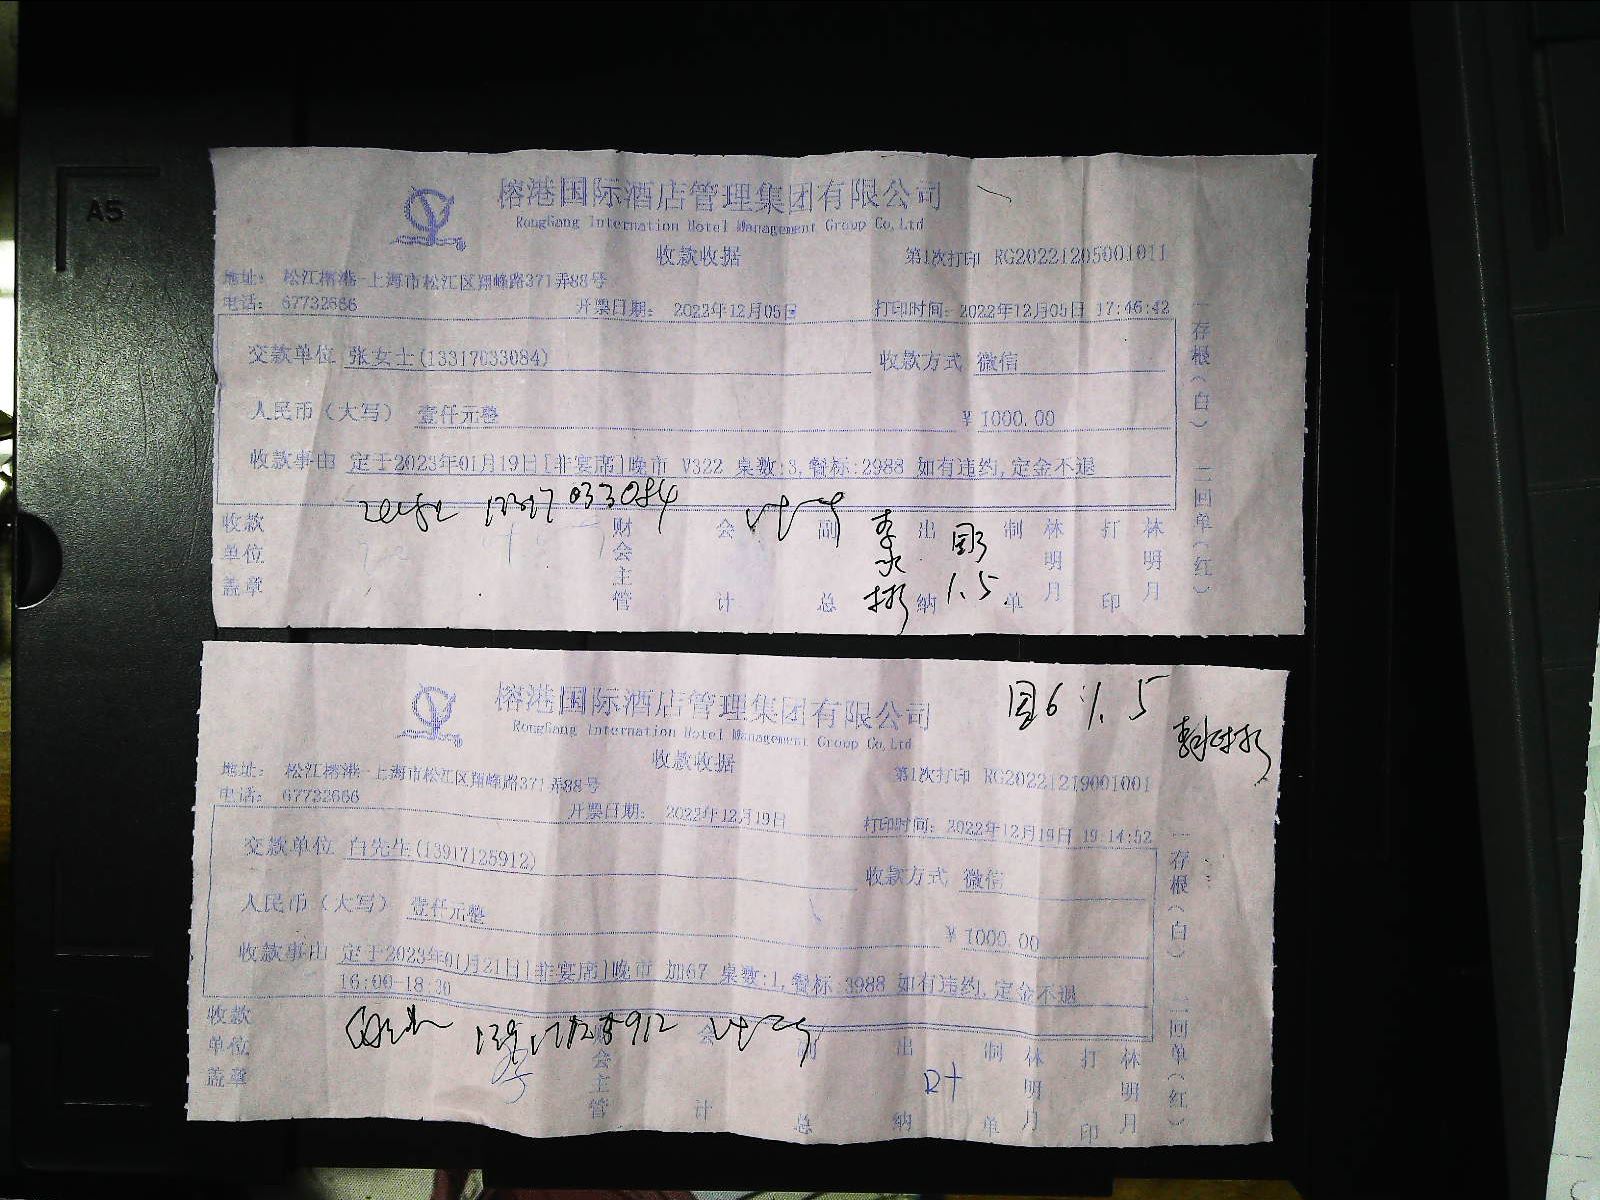 A5
榕港国际酒店管理集团有限公司
RongGang International Hotel Management Group Co,Ltd
收款收据
第1次打印 RG20221205001011
地址: 松江榕港-上海市松江区翔峰路371弄88号
电话: 67732666 开票日期: 2022年12月05日 打印时间: 2022年12月05日 17:46:42
交款单位 张女士(13317033084) 收款方式 微信
人民币（大写） 壹仟元整 ¥ 1000.00
收款事由 定于2023年01月19日[非宴席]晚市 V322 桌数:3,餐标:2988 如有违约,定金不退
13317033084
收款单位盖章 财会主管 会计 副总 出纳 制单 林明月 打印 林明月
李冰彬
1.5
一存根(白) 二回单(红)
榕港国际酒店管理集团有限公司
RongGang International Hotel Management Group Co,Ltd
收款收据
1.5
第1次打印 RG20221219001001
地址: 松江榕港-上海市松江区翔峰路371弄88号
电话: 67732666 开票日期: 2022年12月19日 打印时间: 2022年12月19日 19:14:52
交款单位 白先生(13917125912) 收款方式 微信
人民币（大写） 壹仟元整 ¥ 1000.00
收款事由 定于2023年01月21日[非宴席]晚市 加67 桌数:1,餐标:3988 如有违约,定金不退
16:00-18:30
13917125912
收款单位盖章 财会主管 会计 副总 出纳 制单 林明月 打印 林明月
一存根(白) 二回单(红)